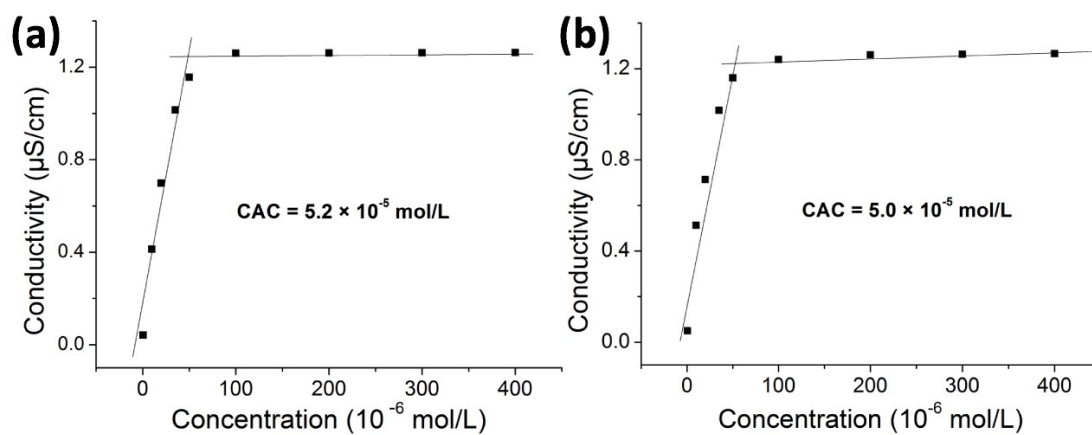 (a)
Conductivity (µS/cm)
1.2
0.8
0.4
0.0
CAC = 5.2 × 10⁻⁵ mol/L
0 100 200 300 400
Concentration (10⁻⁶ mol/L)
(b)
Conductivity (µS/cm)
1.2
0.8
0.4
0.0
CAC = 5.0 × 10⁻⁵ mol/L
0 100 200 300 400
Concentration (10⁻⁶ mol/L)